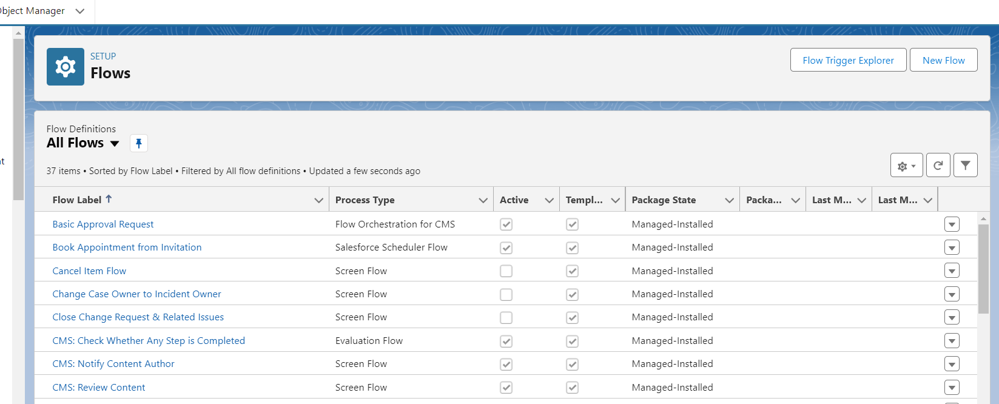 Object Manager
SETUP
Flows
Flow Trigger Explorer
New Flow
Flow Definitions
All Flows
37 items • Sorted by Flow Label • Filtered by All flow definitions • Updated a few seconds ago
Flow Label Process Type Active Templ... Package State Packa... Last M... Last M...
Basic Approval Request Flow Orchestration for CMS Managed-Installed
Book Appointment from Invitation Salesforce Scheduler Flow Managed-Installed
Cancel Item Flow Screen Flow Managed-Installed
Change Case Owner to Incident Owner Screen Flow Managed-Installed
Close Change Request & Related Issues Screen Flow Managed-Installed
CMS: Check Whether Any Step is Completed Evaluation Flow Managed-Installed
CMS: Notify Content Author Screen Flow Managed-Installed
CMS: Review Content Screen Flow Managed-Installed